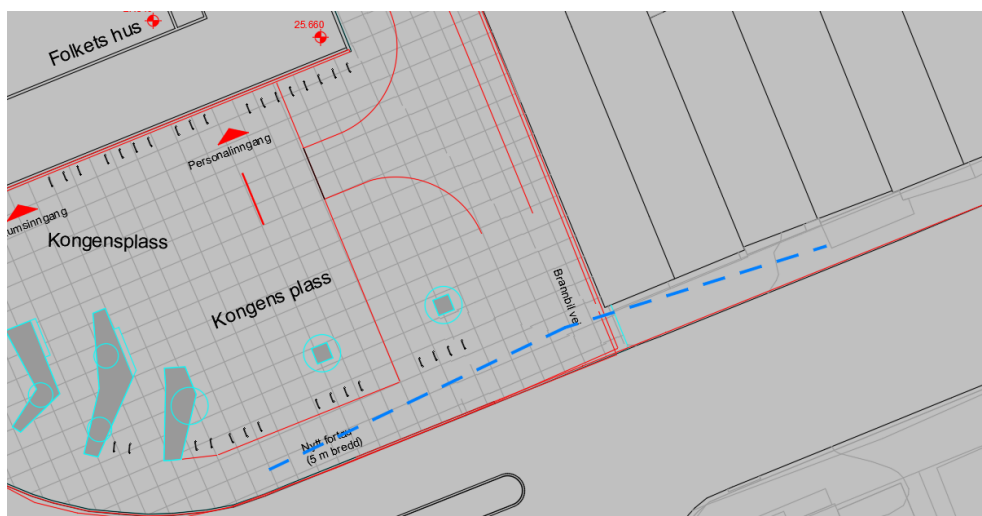 Folkets hus
25.660
Personalinngang
umsinngang
Kongensplass
Kongens plass
Brannbil vei
Nytt fortau
(5 m bredd)